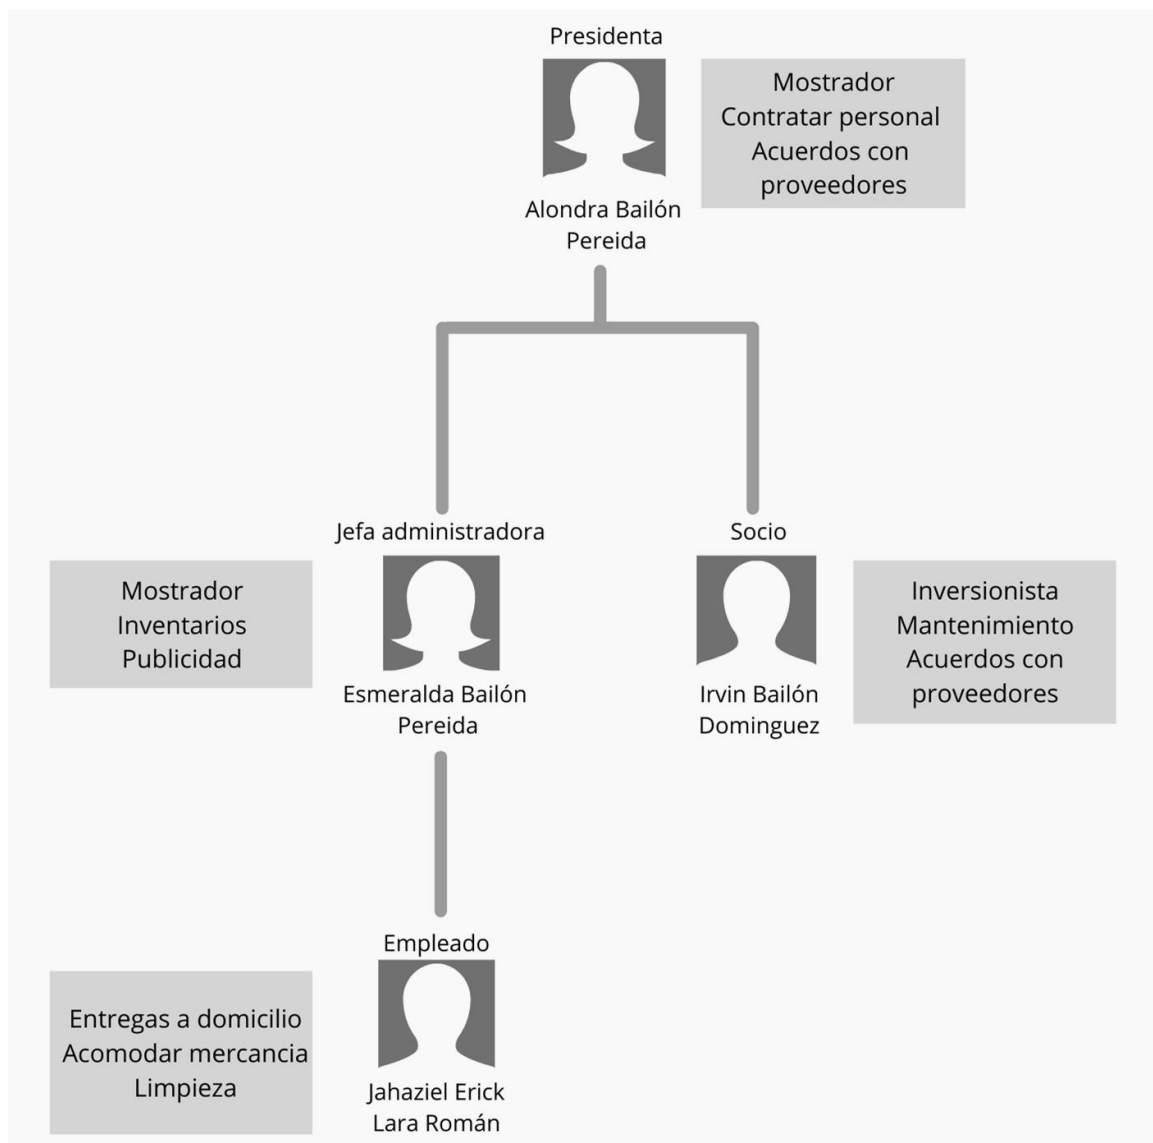 Presidenta
Mostrador
Contratar personal
Acuerdos con
proveedores
Alondra Bailón
Pereida
Jefa administradora
Mostrador
Inventarios
Publicidad
Esmeralda Bailón
Pereida
Socio
Inversionista
Mantenimiento
Acuerdos con
proveedores
Irvin Bailón
Dominguez
Empleado
Entregas a domicilio
Acomodar mercancia
Limpieza
Jahaziel Erick
Lara Román